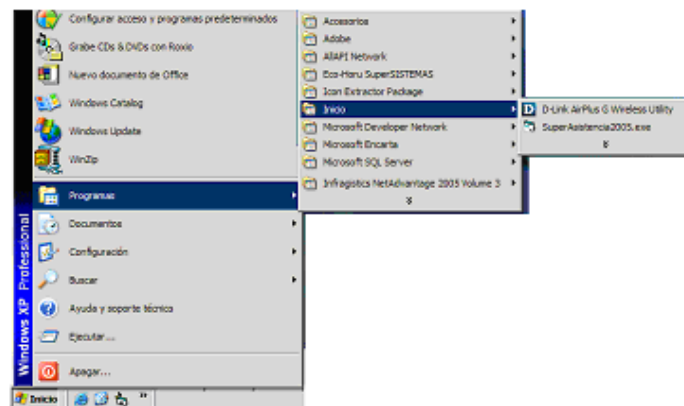 Configurar acceso y programas predeterminados
Grabe CDs & DVDs con Roxio
Nuevo documento de Office
Windows Catalog
Windows Update
WinZip
Programas
Documentos
Configuración
Buscar
Ayuda y soporte técnico
Ejecutar...
Apagar...
Windows XP Professional
Inicio
Accesorios
Adobe
AllAPI Network
Eco-Horu SuperSISTEMAS
Icon Extractor Package
Inicio
Microsoft Developer Network
Microsoft Encarta
Microsoft SQL Server
Infragistics NetAdvantage 2005 Volume 3
D-Link AirPlus G Wireless Utility
SuperAsistencia2005.exe